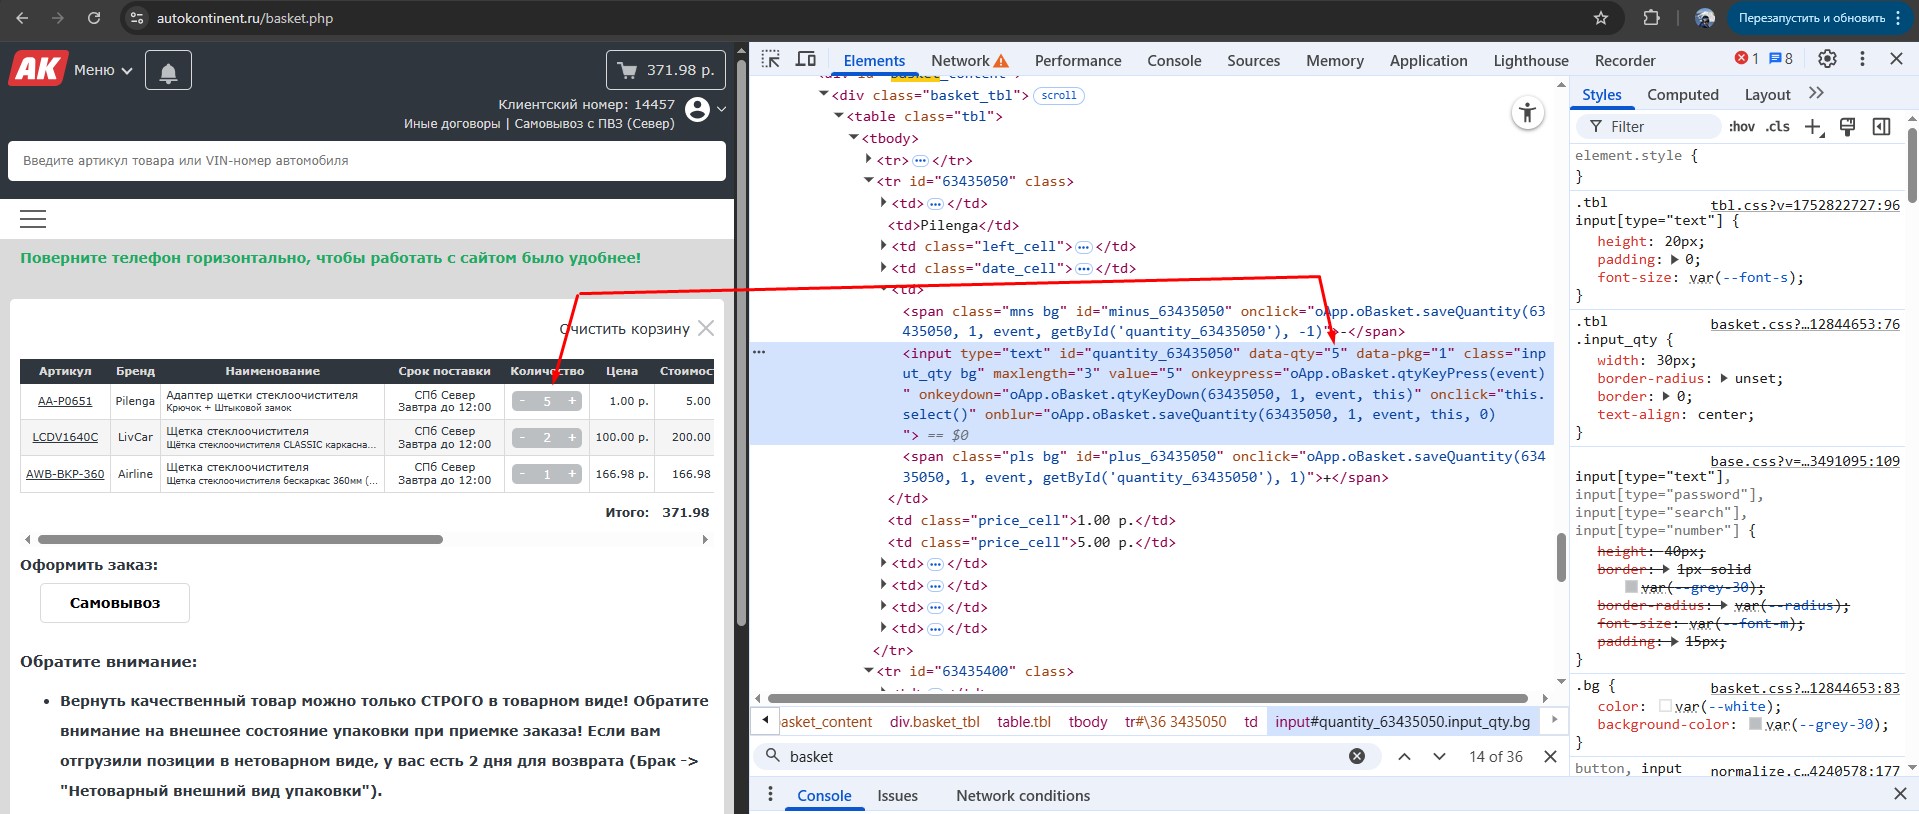 autokontinent.ru/basket.php
Перезапустить и обновить
AK
Меню
371.98 р.
Клиентский номер: 14457
Иные договоры | Самовывоз с ПВЗ (Север)
Введите артикул товара или VIN-номер автомобиля
Поверните телефон горизонтально, чтобы работать с сайтом было удобнее!
Очистить корзину
Артикул Бренд Наименование Срок поставки Количество Цена Стоимост
AA-P0651 Pilenga Адаптер щетки стеклоочистителя Крючок + Штыковой замок СПб Север Завтра до 12:00 - 5 + 1.00 р. 5.00
LCDV1640C LivCar Щетка стеклоочистителя Щётка стеклоочистителя CLASSIC каркасна... СПб Север Завтра до 12:00 - 2 + 100.00 р. 200.00
AWB-BKP-360 Airline Щетка стеклоочистителя Щетка стеклоочистителя бескаркас 360мм (... СПб Север Завтра до 12:00 - 1 + 166.98 р. 166.98
Итого: 371.98
Оформить заказ:
Самовывоз
Обратите внимание:
• Вернуть качественный товар можно только СТРОГО в товарном виде! Обратите
внимание на внешнее состояние упаковки при приемке заказа! Если вам
отгрузили позиции в нетоварном виде, у вас есть 2 дня для возврата (Брак ->
"Нетоварный внешний вид упаковки").
Elements Network Performance Console Sources Memory Application Lighthouse Recorder 1 8
<div class="basket_tbl"> scroll
<table class="tbl">
<tbody>
<tr> ... </tr>
<tr id="63435050" class>
<td> ... </td>
<td>Pilenga</td>
<td class="left_cell"> ... </td>
<td class="date_cell"> ... </td>
<td>
<span class="mns bg" id="minus_63435050" onclick="oApp.oBasket.saveQuantity(63
435050, 1, event, getById('quantity_63435050'), -1)">-</span>
<input type="text" id="quantity_63435050" data-qty="5" data-pkg="1" class="inp
ut_qty bg" maxlength="3" value="5" onkeypress="oApp.oBasket.qtyKeyPress(event)
" onkeydown="oApp.oBasket.qtyKeyDown(63435050, 1, event, this)" onclick="this.
select()" onblur="oApp.oBasket.saveQuantity(63435050, 1, event, this, 0)
"> == $0
<span class="pls bg" id="plus_63435050" onclick="oApp.oBasket.saveQuantity(634
35050, 1, event, getById('quantity_63435050'), 1)">+</span>
</td>
<td class="price_cell">1.00 р.</td>
<td class="price_cell">5.00 р.</td>
<td> ... </td>
<td> ... </td>
<td> ... </td>
<td> ... </td>
</tr>
<tr id="63435400" class>
asket_content div.basket_tbl table.tbl tbody tr#\36 3435050 td input#quantity_63435050.input_qty.bg
basket 14 of 36
Console Issues Network conditions
Styles Computed Layout
Filter :hov .cls
element.style {
}
.tbl tbl.css?v=1752822727:96
input[type="text"] {
height: 20px;
padding: 0;
font-size: var(--font-s);
}
.tbl basket.css?…12844653:76
.input_qty {
width: 30px;
border-radius: unset;
border: 0;
text-align: center;
}
base.css?v=…3491095:109
input[type="text"],
input[type="password"],
input[type="search"],
input[type="number"] {
height: 40px;
border: 1px solid
var(--grey-30);
border-radius: var(--radius);
font-size: var(--font-m);
padding: 15px;
}
.bg { basket.css?…12844653:83
color: var(--white);
background-color: var(--grey-30);
}
button, input normalize.c…4240578:177